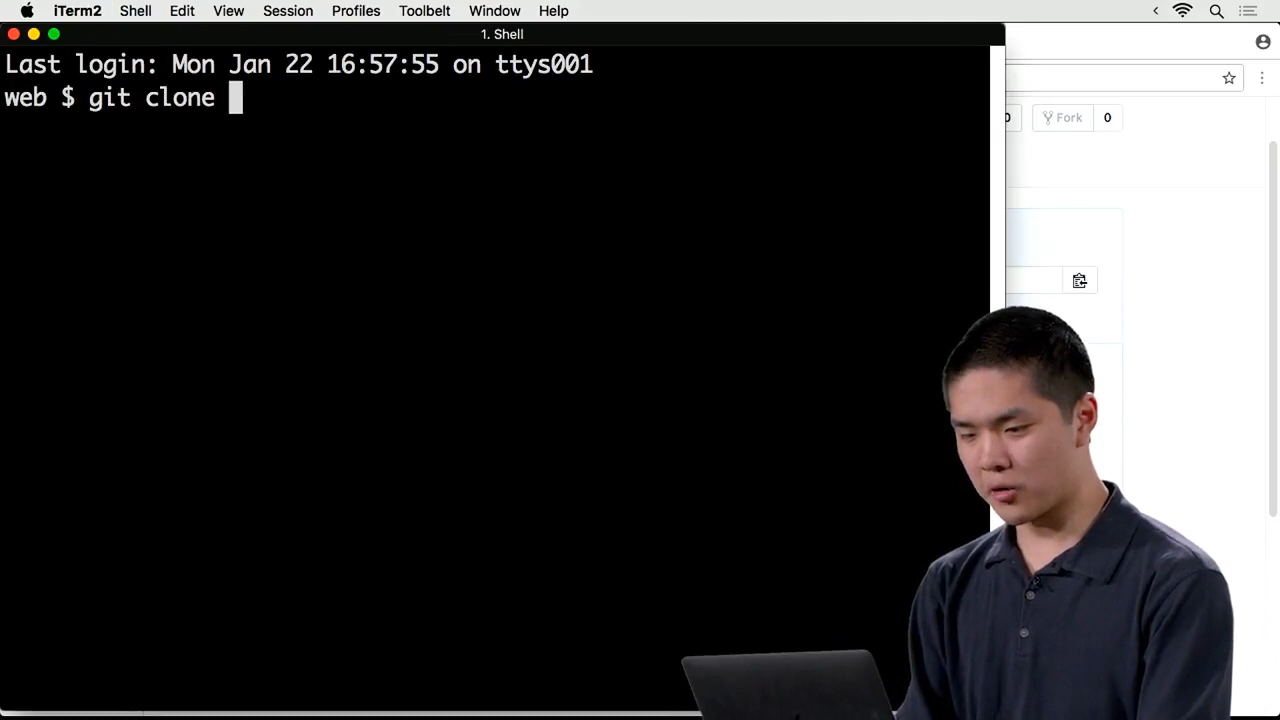 iTerm2 Shell Edit View Session Profiles Toolbelt Window Help
1. Shell
Last login: Mon Jan 22 16:57:55 on ttys001
web $ git clone
0 Fork 0